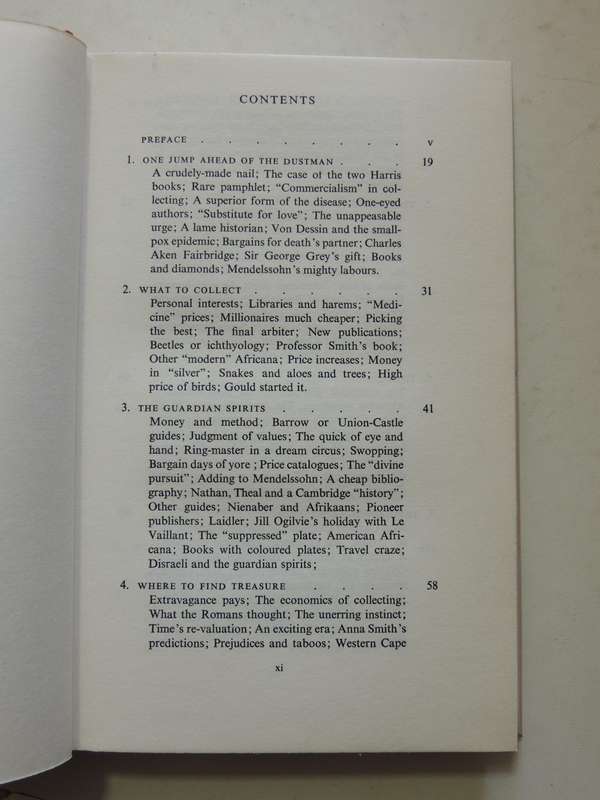 CONTENTS
PREFACE . . . . . . . . v
1. ONE JUMP AHEAD OF THE DUSTMAN . . . 19
A crudely-made nail; The case of the two Harris
books; Rare pamphlet; “Commercialism” in col-
lecting; A superior form of the disease; One-eyed
authors; “Substitute for love”; The unappeasable
urge; A lame historian; Von Dessin and the small-
pox epidemic; Bargains for death’s partner; Charles
Aken Fairbridge; Sir George Grey’s gift; Books
and diamonds; Mendelssohn’s mighty labours.
2. WHAT TO COLLECT . . . . . . 31
Personal interests; Libraries and harems; “Medi-
cine” prices; Millionaires much cheaper; Picking
the best; The final arbiter; New publications;
Beetles or ichthyology; Professor Smith’s book;
Other “modern” Africana; Price increases; Money
in “silver”; Snakes and aloes and trees; High
price of birds; Gould started it.
3. THE GUARDIAN SPIRITS . . . . . 41
Money and method; Barrow or Union-Castle
guides; Judgment of values; The quick of eye and
hand; Ring-master in a dream circus; Swopping;
Bargain days of yore ; Price catalogues; The “divine
pursuit”; Adding to Mendelssohn; A cheap biblio-
graphy; Nathan, Theal and a Cambridge “history”;
Other guides; Nienaber and Afrikaans; Pioneer
publishers; Laidler; Jill Ogilvie’s holiday with Le
Vaillant; The “suppressed” plate; American Afri-
cana; Books with coloured plates; Travel craze;
Disraeli and the guardian spirits;
4. WHERE TO FIND TREASURE . . . . 58
Extravagance pays; The economics of collecting;
What the Romans thought; The unerring instinct;
Time’s re-valuation; An exciting era; Anna Smith’s
predictions; Prejudices and taboos; Western Cape
xi